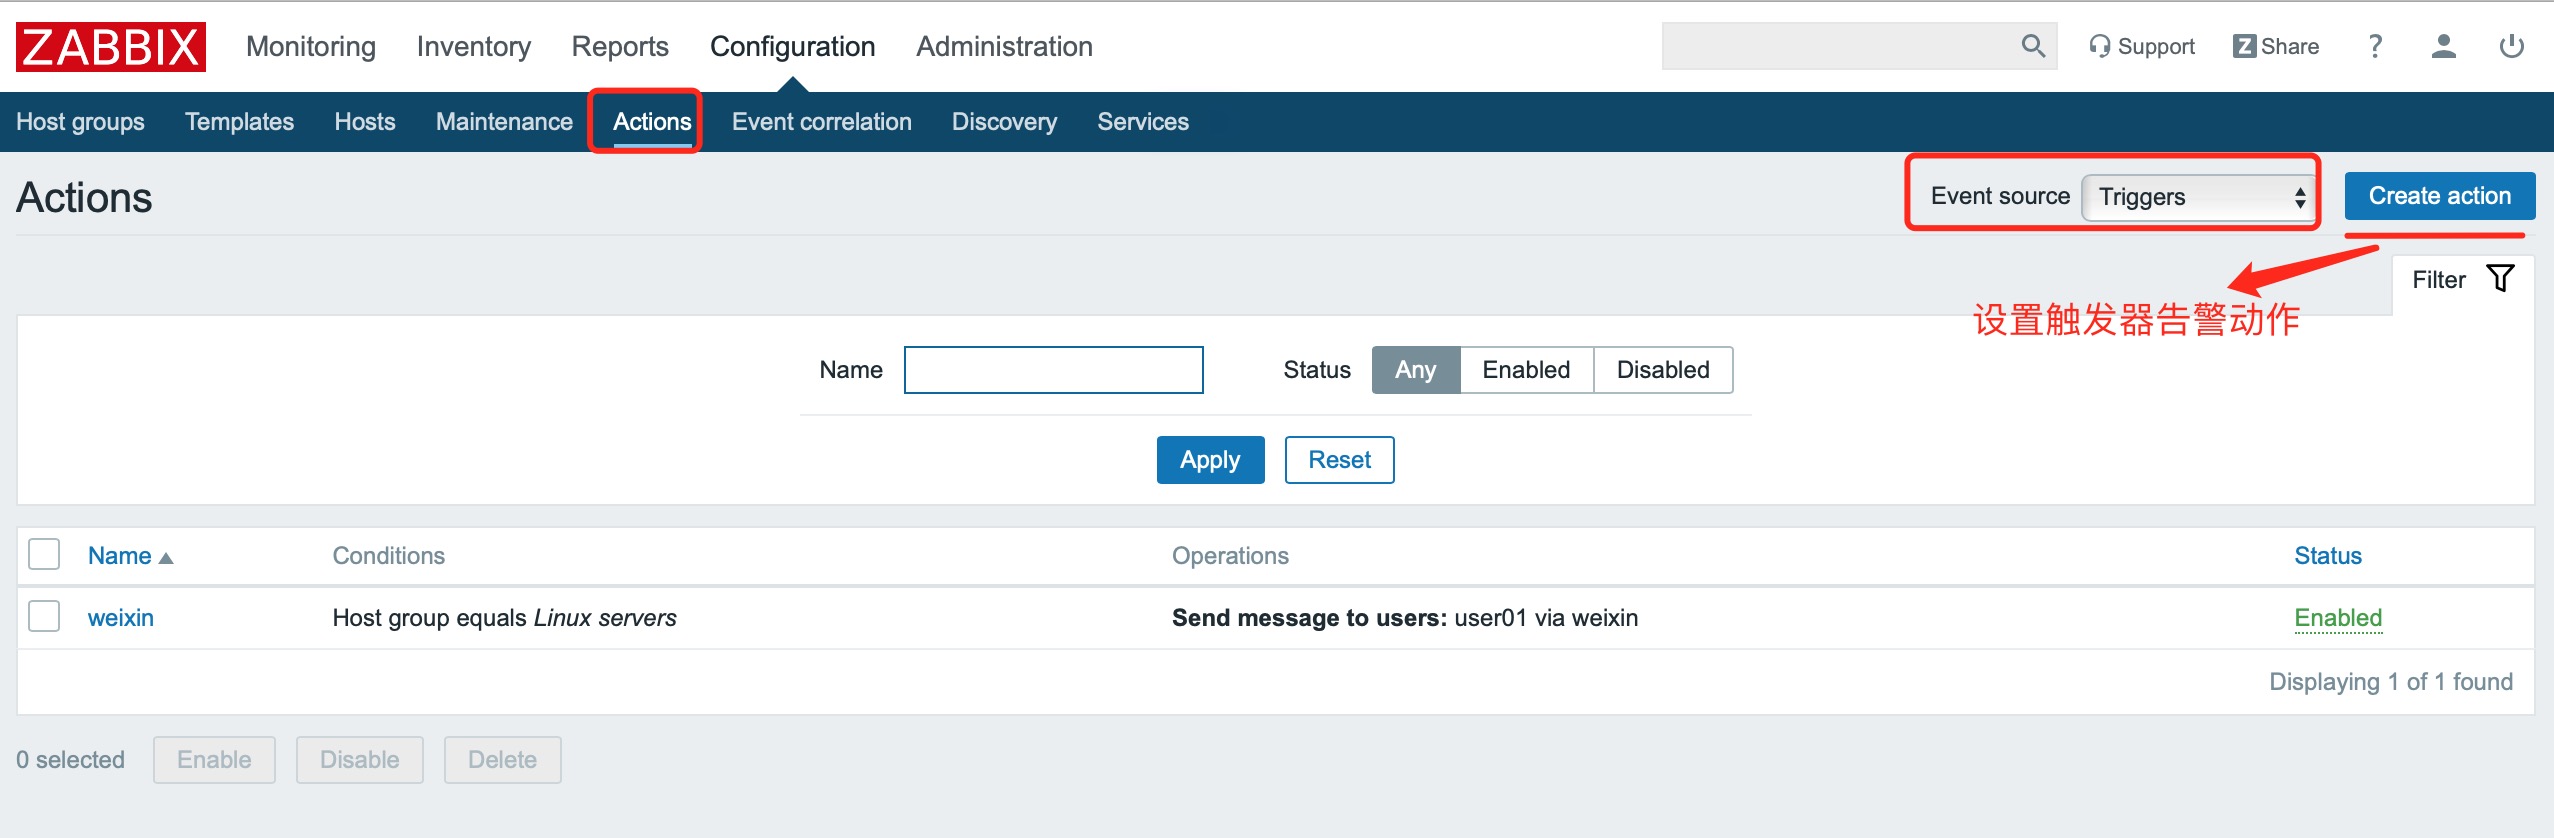 ZABBIX Monitoring Inventory Reports Configuration Administration Support Z Share ?
Host groups Templates Hosts Maintenance Actions Event correlation Discovery Services
Actions Event source Triggers Create action
Filter
设置触发器告警动作
Name Status Any Enabled Disabled
Apply Reset
Name Conditions Operations Status
weixin Host group equals Linux servers Send message to users: user01 via weixin Enabled
Displaying 1 of 1 found
0 selected Enable Disable Delete